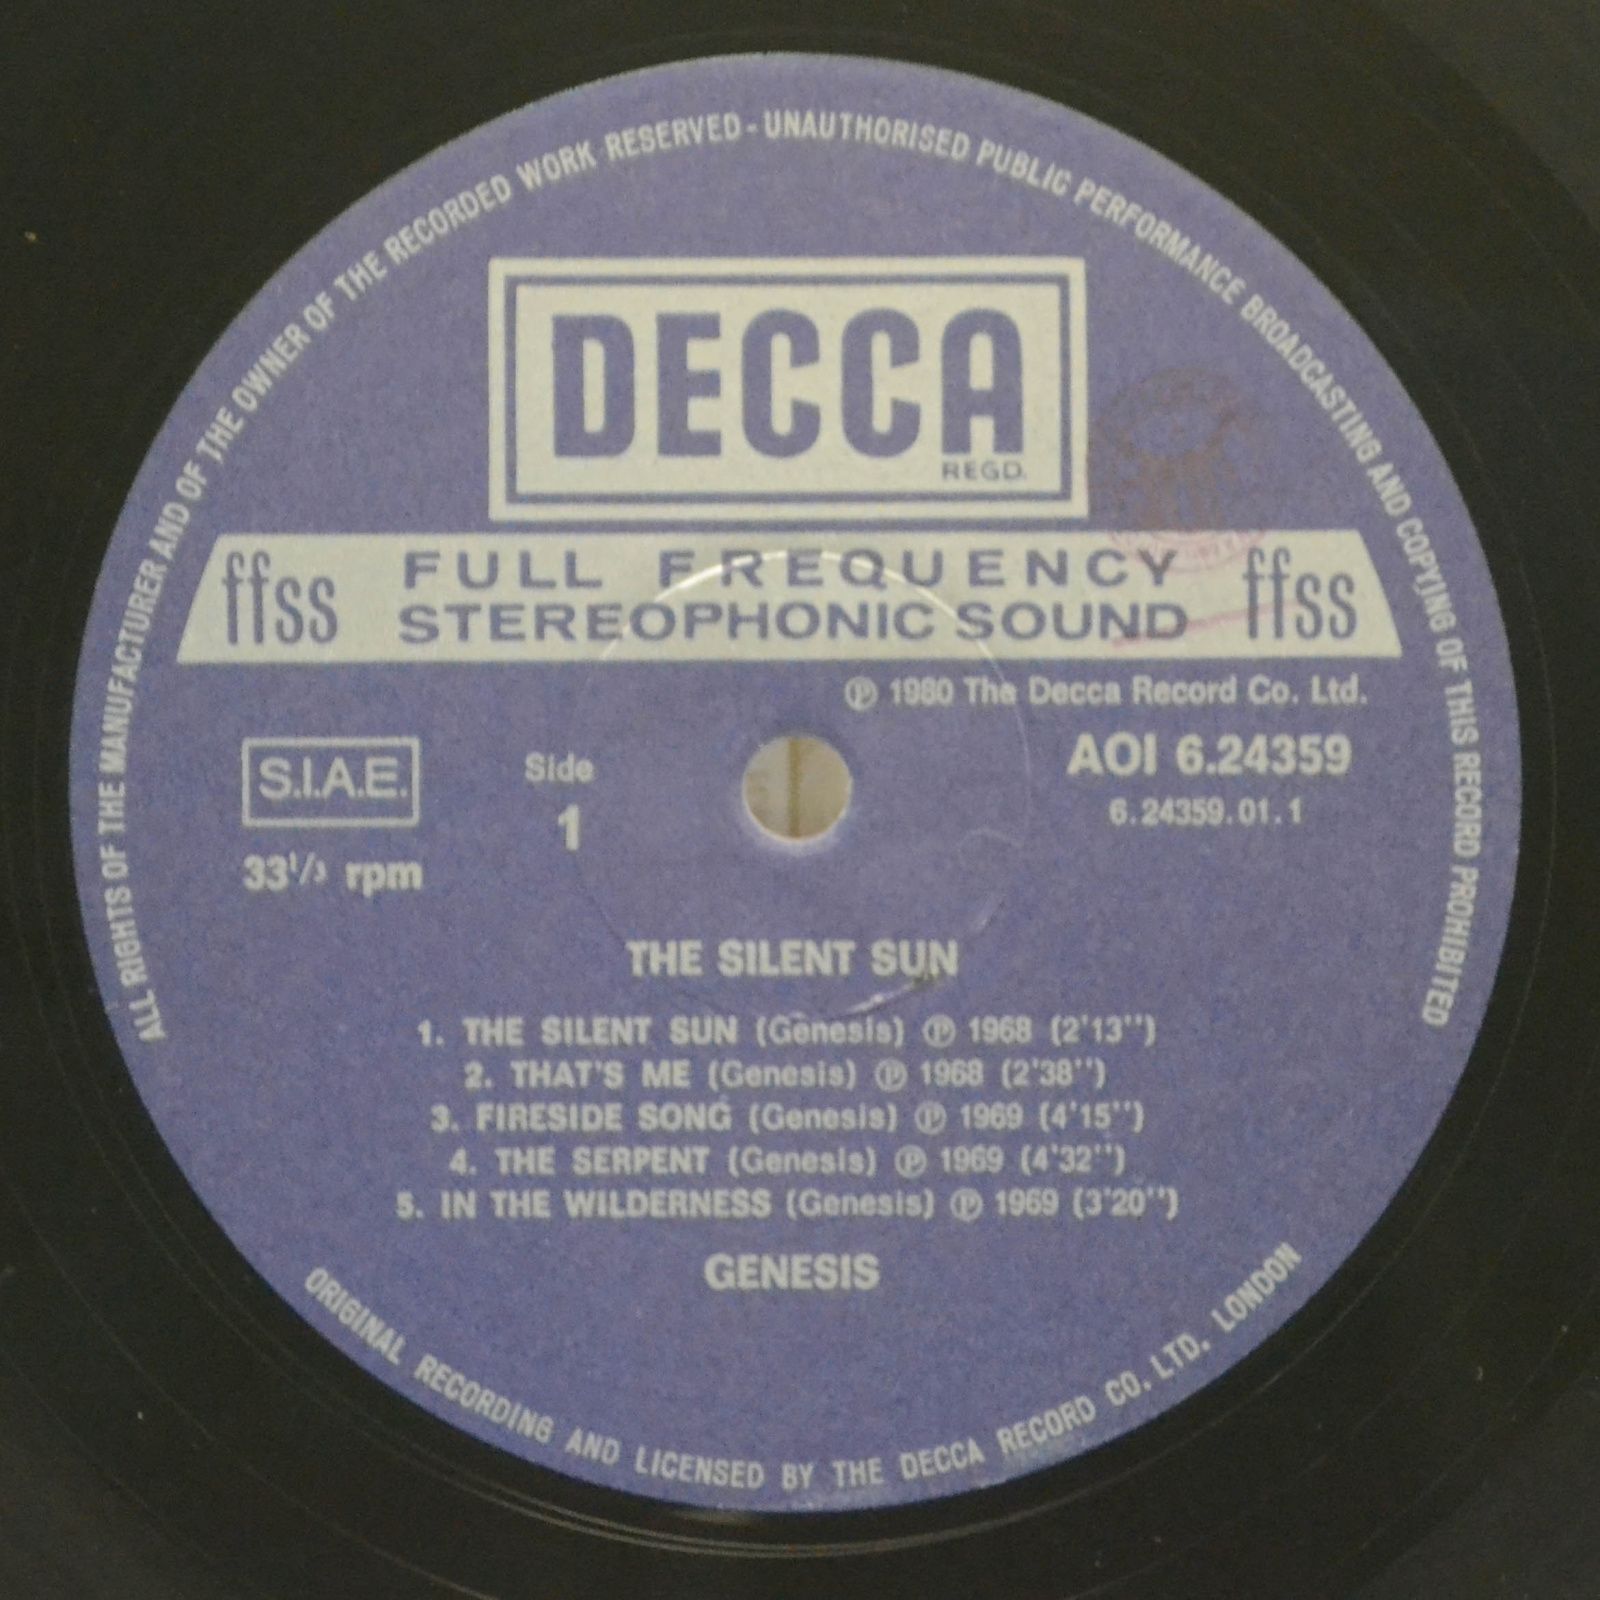 ALL RIGHTS OF THE MANUFACTURER AND OF THE OWNER OF THE RECORDED WORK RESERVED - UNAUTHORISED PUBLIC PERFORMANCE BROADCASTING AND COPYING OF THIS RECORD PROHIBITED
DECCA
REGD.
ffss FULL FREQUENCY STEREOPHONIC SOUND ffss
℗ 1980 The Decca Record Co. Ltd.
S.I.A.E.
33⅓ rpm
Side
1
AOI 6.24359
6.24359.01.1
THE SILENT SUN
1. THE SILENT SUN (Genesis) ℗ 1968 (2'13'')
2. THAT'S ME (Genesis) ℗ 1968 (2'38'')
3. FIRESIDE SONG (Genesis) ℗ 1969 (4'15'')
4. THE SERPENT (Genesis) ℗ 1969 (4'32'')
5. IN THE WILDERNESS (Genesis) ℗ 1969 (3'20'')
GENESIS
ORIGINAL RECORDING AND LICENSED BY THE DECCA RECORD CO. LTD. LONDON